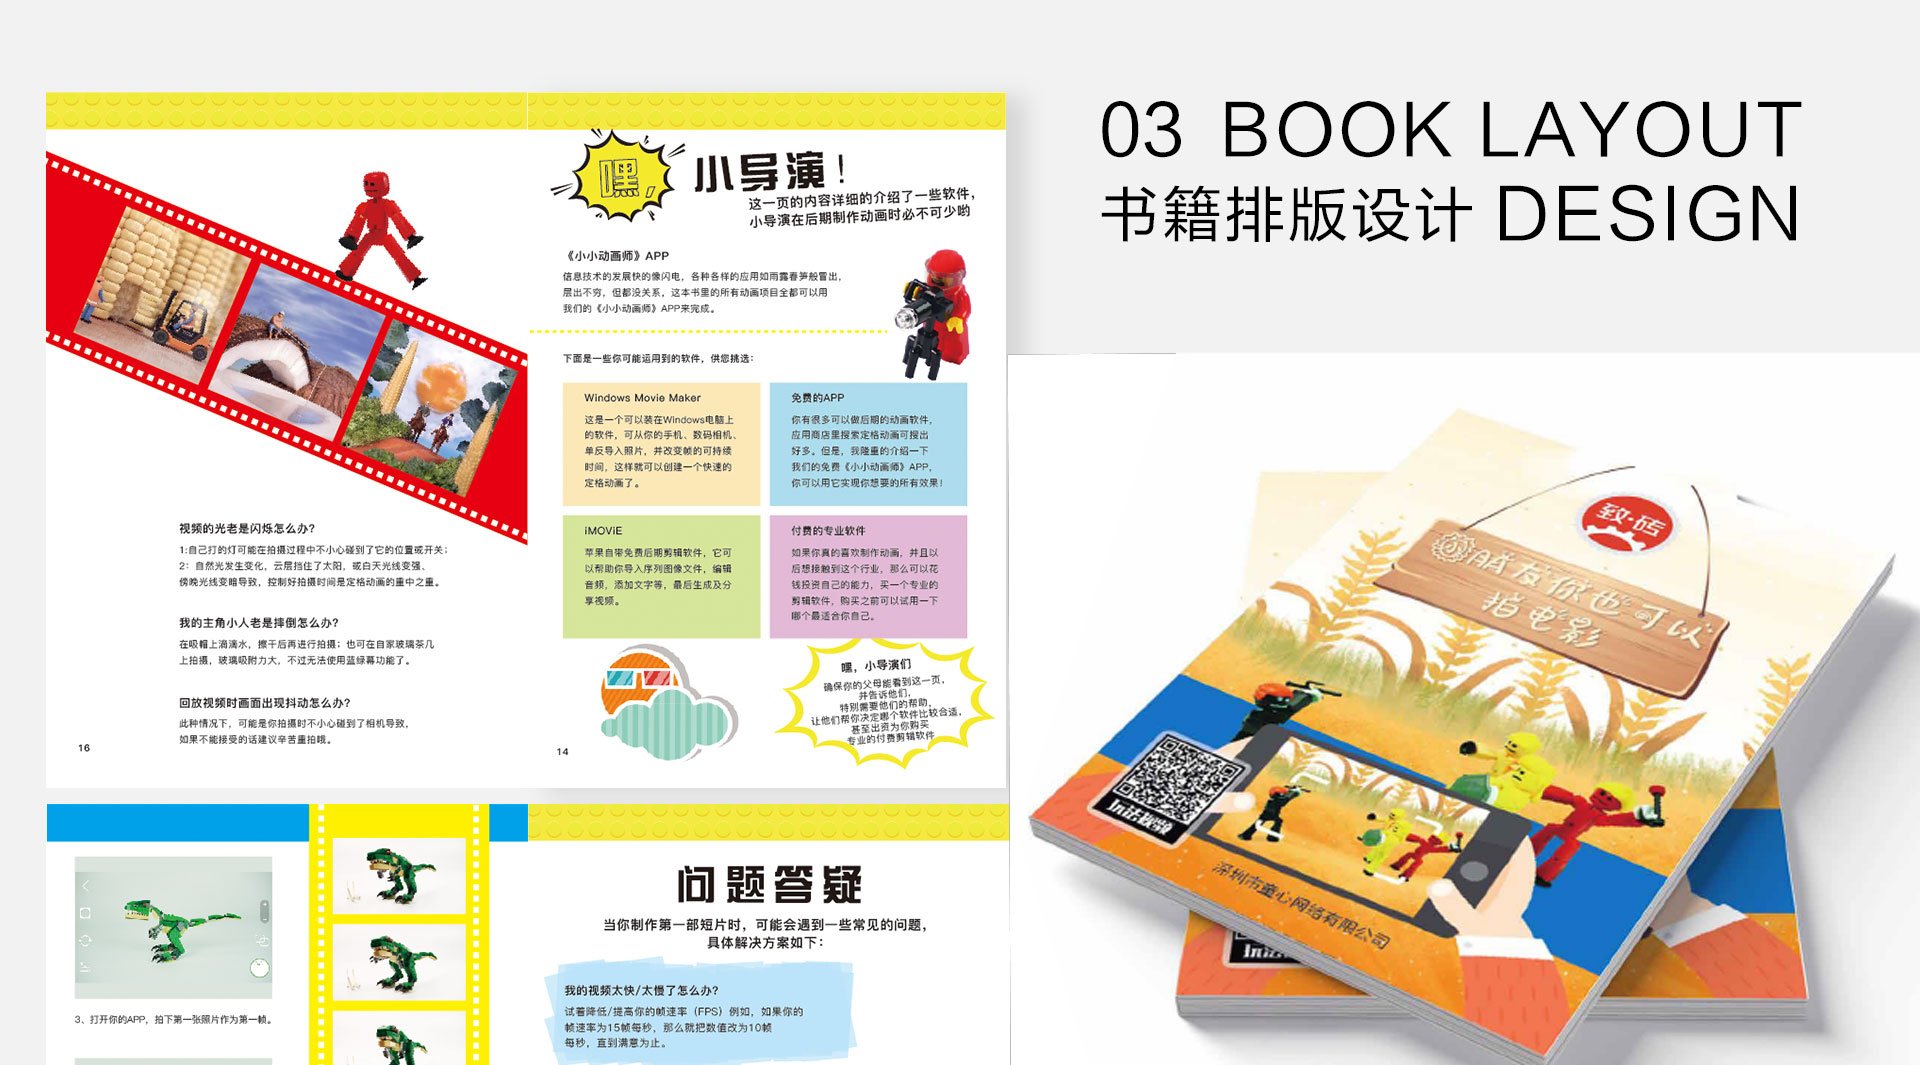 03 BOOK LAYOUT
书籍排版设计 DESIGN
视频的光老是闪烁怎么办?
1:自己打的灯可能在拍摄过程中不小心碰到了它的位置或开关;
2: 自然光发生变化, 云层挡住了太阳, 或白天光线变强、
傍晚光线变暗导致, 控制好拍摄时间是定格动画的重中之重。
我的主角小人老是摔倒怎么办?
在吸帽上滴滴水, 擦干后再进行拍摄; 也可在自家玻璃茶几
上拍摄, 玻璃吸附力大, 不过无法使用蓝绿幕功能了。
回放视频时画面出现抖动怎么办?
此种情况下, 可能是你拍摄时不小心碰到了相机导致,
如果不能接受的话建议辛苦重拍哦。
16
嘿,
小导演!
这一页的内容详细的介绍了一些软件,
小导演在后期制作动画时必不可少哟
《小小动画师》APP
信息技术的发展快的像闪电, 各种各样的应用如雨露春笋般冒出,
层出不穷, 但都没关系, 这本书里的所有动画项目全都可以用
我们的《小小动画师》APP来完成。
下面是一些你可能运用到的软件, 供您挑选:
Windows Movie Maker
这是一个可以装在Windows电脑上
的软件, 可从你的手机、数码相机、
单反导入照片, 并改变帧的可持续
时间, 这样就可以创建一个快速的
定格动画了。
免费的APP
你有很多可以做后期的动画软件,
应用商店里搜索定格动画可搜出
好多。但是, 我隆重的介绍一下
我们的免费《小小动画师》APP,
你可以用它实现你想要的所有效果!
iMOViE
苹果自带免费后期剪辑软件, 它可
以帮助你导入序列图像文件, 编辑
音频, 添加文字等, 最后生成及分
享视频。
付费的专业软件
如果你真的喜欢制作动画, 并且以
后想接触到这个行业, 那么可以花
钱投资自己的能力, 买一个专业的
剪辑软件, 购买之前可以试用一下
哪个最适合你自己。
嘿, 小导演们
确保你的父母能看到这一页,
并告诉他们,
特别需要他们的帮助,
让他们帮你决定哪个软件比较合适,
甚至出资为你购买
专业的付费剪辑软件
14
3、打开你的APP, 拍下第一张照片作为第一帧。
问题答疑
当你制作第一部短片时, 可能会遇到一些常见的问题,
具体解决方案如下:
我的视频太快/太慢了怎么办?
试着降低/提高你的帧速率 (FPS) 例如, 如果你的
帧速率为15帧每秒, 那么就把数值改为10帧
每秒, 直到满意为止。
致·砖
朋友你也可以
拍电影
玩法视频
深圳市童心网络有限公司